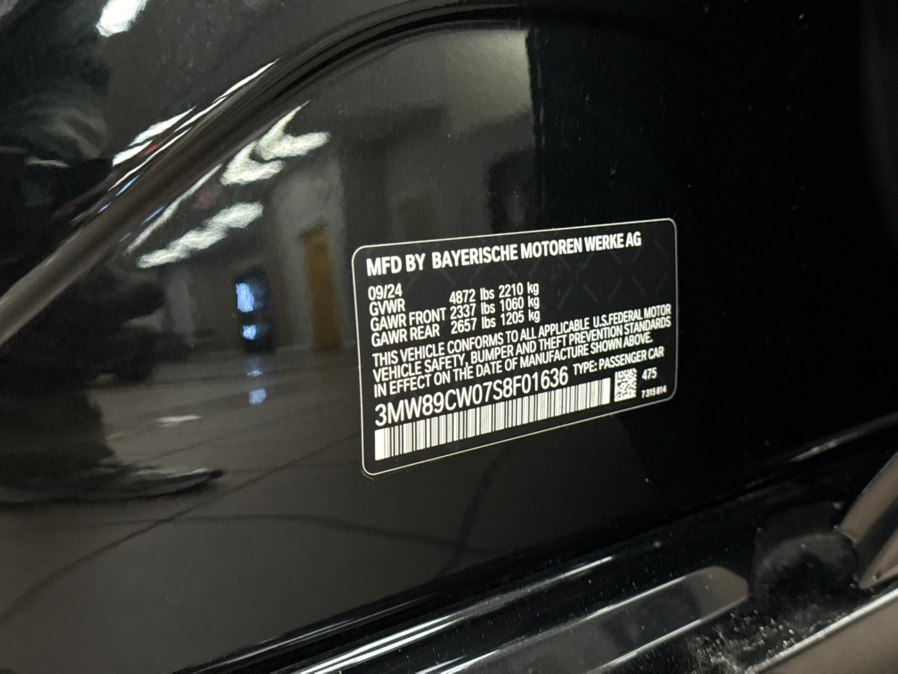 MFD BY BAYERISCHE MOTOREN WERKE AG
09/24
GVWR 4872 lbs 2210 kg
GAWR FRONT 2337 lbs 1060 kg
GAWR REAR 2657 lbs 1205 kg
THIS VEHICLE CONFORMS TO ALL APPLICABLE U.S.FEDERAL MOTOR
VEHICLE SAFETY, BUMPER AND THEFT PREVENTION STANDARDS
IN EFFECT ON THE DATE OF MANUFACTURE SHOWN ABOVE.
3MW89CW07S8F01636 TYPE: PASSENGER CAR
475
7 315 814